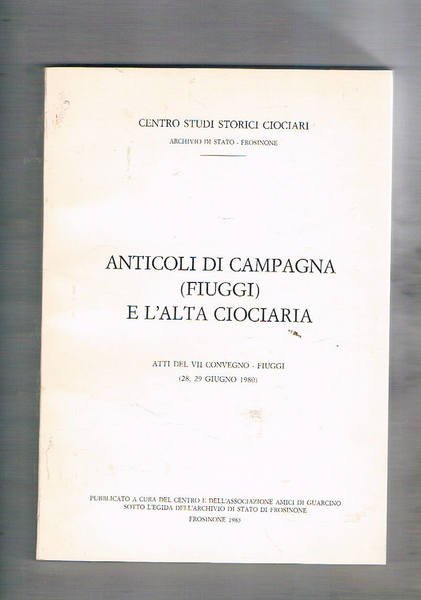 CENTRO STUDI STORICI CIOCIARI
ARCHIVIO DI STATO - FROSINONE
ANTICOLI DI CAMPAGNA
(FIUGGI)
E L'ALTA CIOCIARIA
ATTI DEL VII CONVEGNO - FIUGGI
(28, 29 GIUGNO 1980)
PUBBLICATO A CURA DEL CENTRO E DELL'ASSOCIAZIONE AMICI DI GUARCINO
SOTTO L'EGIDA DELL'ARCHIVIO DI STATO DI FROSINONE
FROSINONE 1985